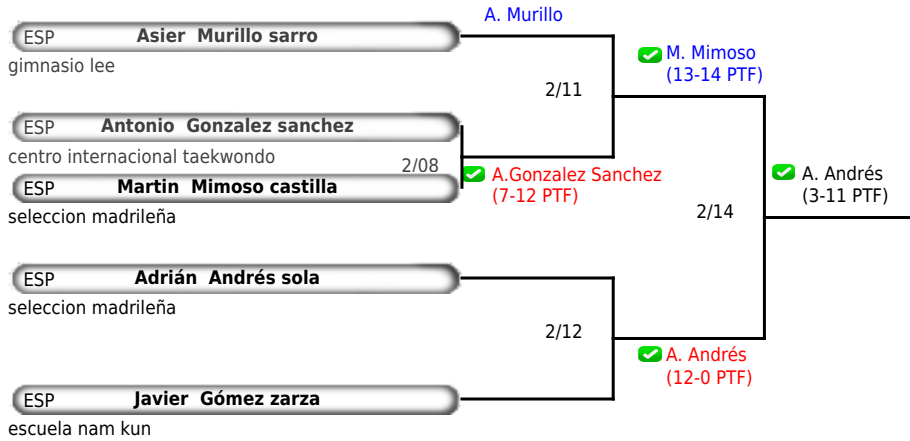 A. Murillo
ESP Asier Murillo sarro
gimnasio lee
M. Mimoso
(13-14 PTF)
2/11
ESP Antonio Gonzalez sanchez
centro internacional taekwondo
2/08
A.Gonzalez Sanchez
(7-12 PTF)
ESP Martin Mimoso castilla
seleccion madrileña
A. Andrés
(3-11 PTF)
2/14
ESP Adrián Andrés sola
seleccion madrileña
2/12
A. Andrés
(12-0 PTF)
ESP Javier Gómez zarza
escuela nam kun